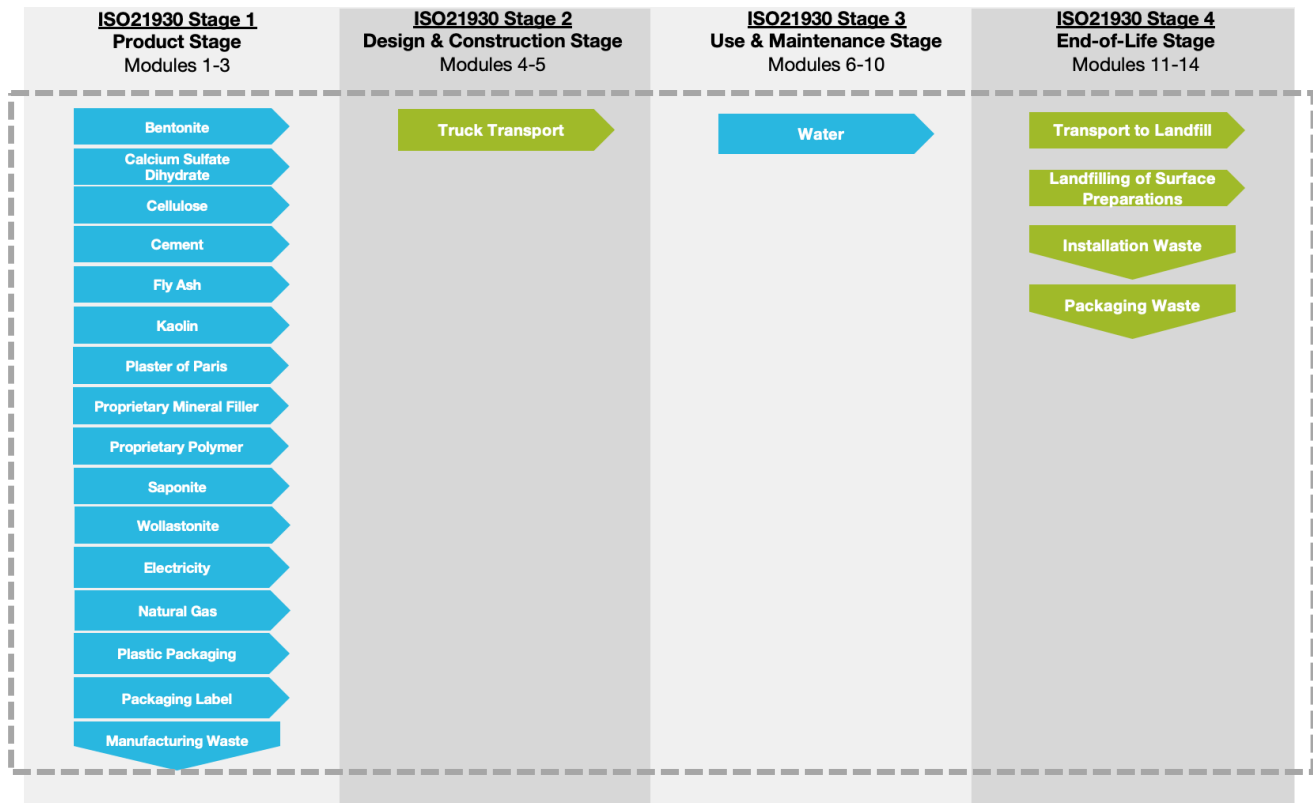 ISO21930 Stage 1
Product Stage
Modules 1-3
ISO21930 Stage 2
Design & Construction Stage
Modules 4-5
ISO21930 Stage 3
Use & Maintenance Stage
Modules 6-10
ISO21930 Stage 4
End-of-Life Stage
Modules 11-14
Bentonite
Calcium Sulfate
Dihydrate
Cellulose
Cement
Fly Ash
Kaolin
Plaster of Paris
Proprietary Mineral Filler
Proprietary Polymer
Saponite
Wollastonite
Electricity
Natural Gas
Plastic Packaging
Packaging Label
Manufacturing Waste
Truck Transport
Water
Transport to Landfill
Landfilling of Surface
Preparations
Installation Waste
Packaging Waste